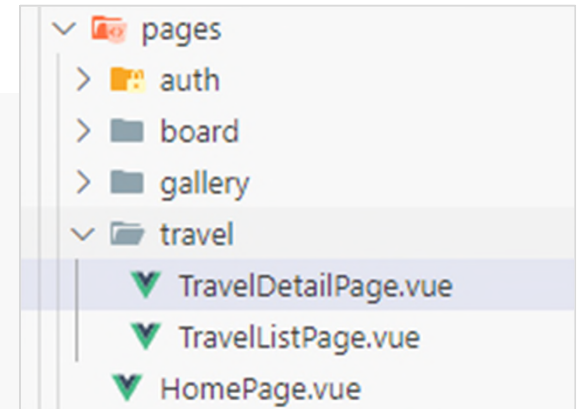 pages
auth
board
gallery
travel
TravelDetailPage.vue
TravelListPage.vue
HomePage.vue